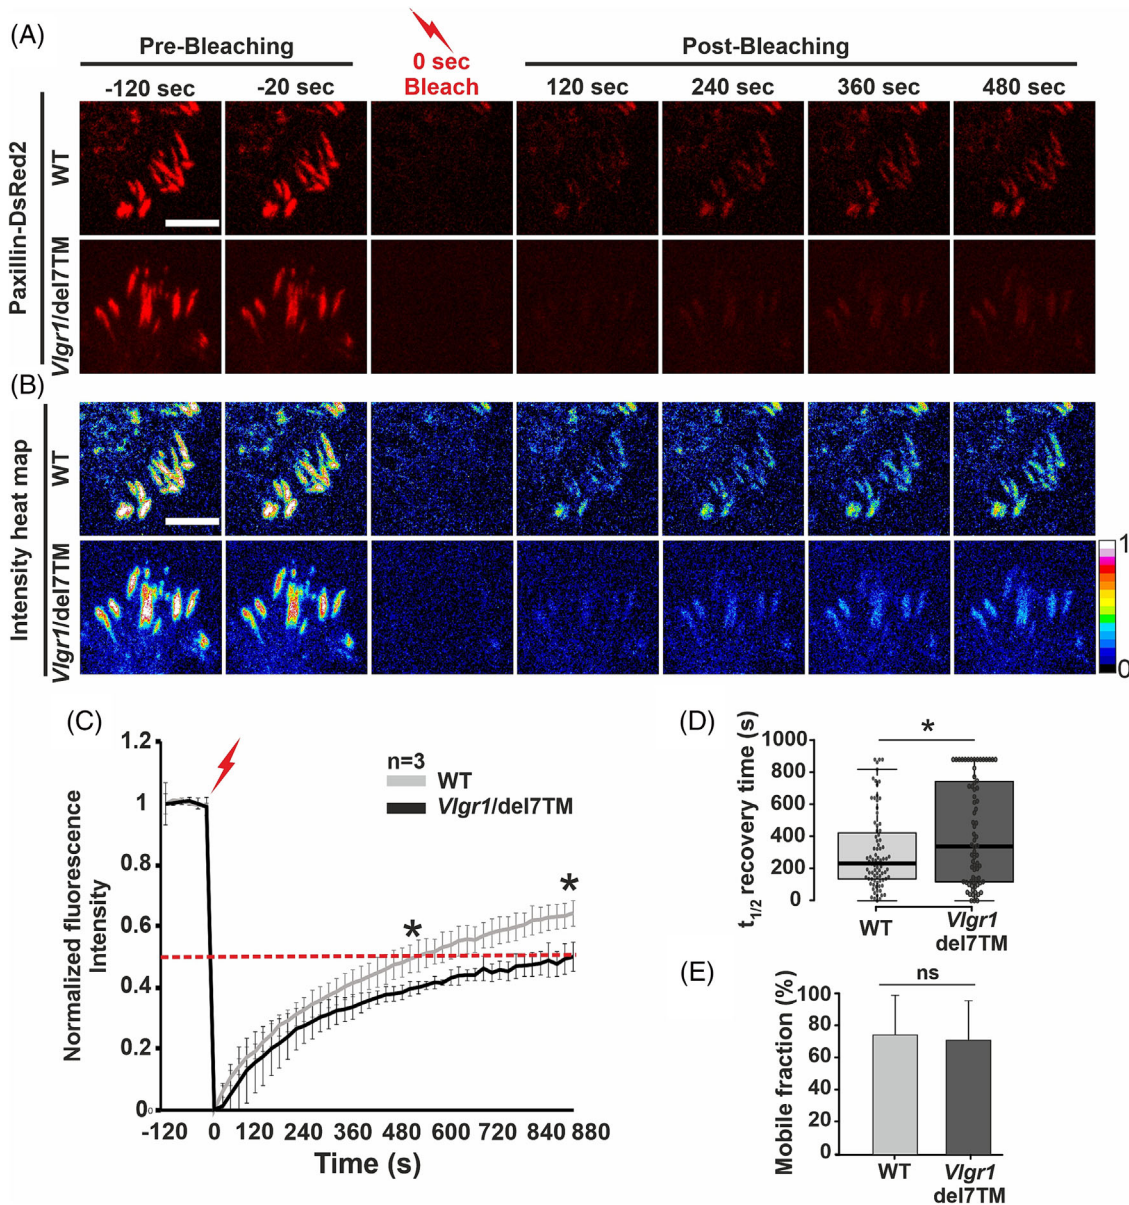 (A)
Pre-Bleaching
0 sec
Bleach
Post-Bleaching
-120 sec
-20 sec
120 sec
240 sec
360 sec
480 sec
Paxillin-DsRed2
WT
Vlgr1/del7TM
(B)
Intensity heat map
WT
Vlgr1/del7TM
1
0
(C)
Normalized fluorescence
Intensity
1.2
1
0.8
0.6
0.4
0.2
0
0
n=3
WT
Vlgr1/del7TM
*
*
-120
0
120
240
360
480
600
720
840
880
Time (s)
(D)
t1/2 recovery time (s)
1000
800
600
400
200
0
*
WT
Vlgr1
del7TM
(E)
Mobile fraction (%)
100
80
60
40
20
0
ns
WT
Vlgr1
del7TM